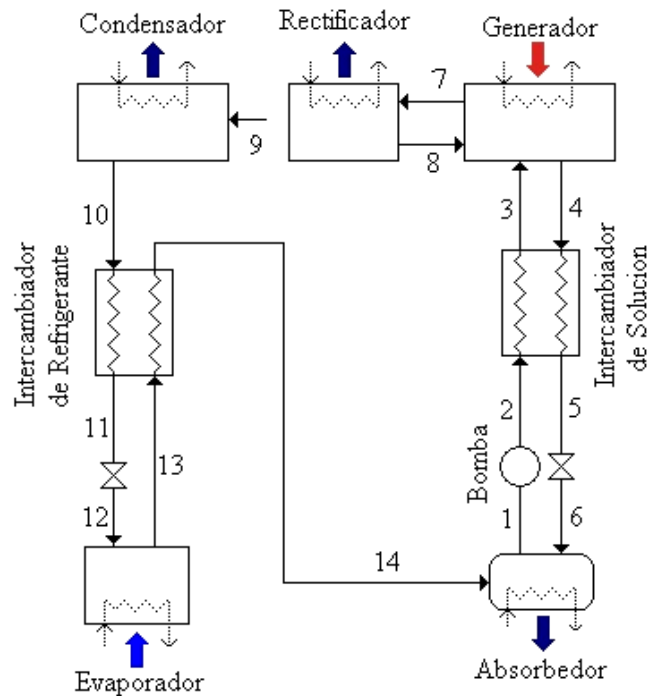 Condensador
Rectificador
Generador
7
9
8
10
3
4
Intercambiador
de Refrigerante
Intercambiador
de Solucion
11
13
2
5
Bomba
12
1
6
14
Evaporador
Absorbedor